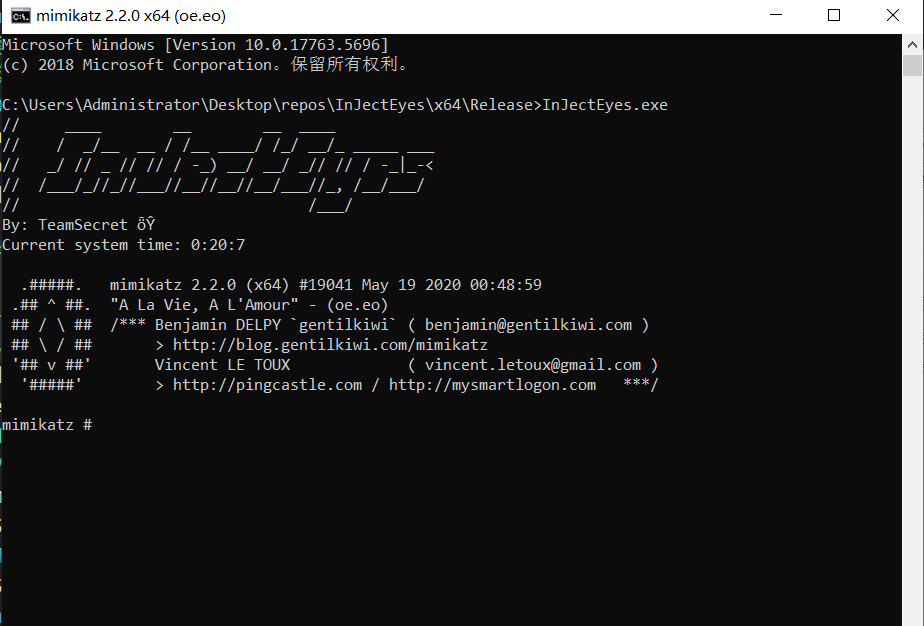 mimikatz 2.2.0 x64 (oe.eo)
Microsoft Windows [Version 10.0.17763.5696]
(c) 2018 Microsoft Corporation。保留所有权利。
C:\Users\Administrator\Desktop\repos\InJectEyes\x64\Release>InJectEyes.exe
//     ____        __        __  ____
//    /  _/__  __ / /__ ____/ /_/ __/_ _____ ___
//   _/ // _ // // / -_) __/ __/ _// // / -_|_-<
//  /___/_//_//___//__//__//__/___//_, /__/___/
//                                /___/
By: TeamSecret ȫŸ
Current system time: 0:20:7
  .#####.   mimikatz 2.2.0 (x64) #19041 May 19 2020 00:48:59
 .## ^ ##.  "A La Vie, A L'Amour" - (oe.eo)
 ## / \ ##  /*** Benjamin DELPY `gentilkiwi` ( benjamin@gentilkiwi.com )
 ## \ / ##       > http://blog.gentilkiwi.com/mimikatz
 '## v ##'       Vincent LE TOUX             ( vincent.letoux@gmail.com )
  '#####'        > http://pingcastle.com / http://mysmartlogon.com   ***/
mimikatz #